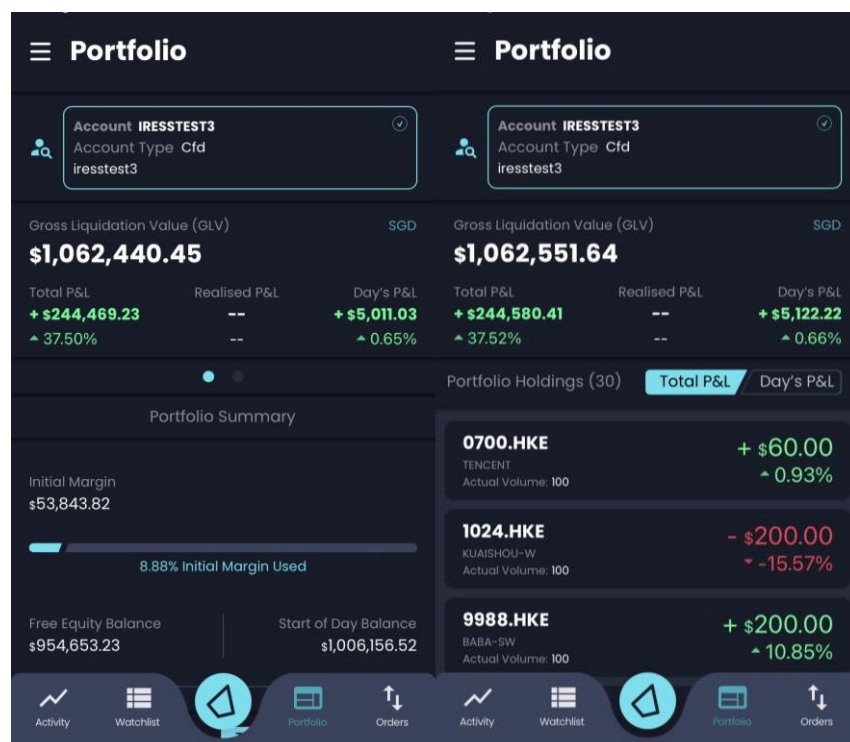 Portfolio
Account IRESSTEST3
Account Type Cfd
iresstest3
Gross Liquidation Value (GLV) SGD
$1,062,440.45
Total P&L Realised P&L Day's P&L
+ $244,469.23 -- + $5,011.03
37.50% -- 0.65%
Portfolio Summary
Initial Margin
$53,843.82
8.88% Initial Margin Used
Free Equity Balance Start of Day Balance
$954,653.23 $1,006,156.52
Activity Watchlist Portfolio Orders
Portfolio
Account IRESSTEST3
Account Type Cfd
iresstest3
Gross Liquidation Value (GLV) SGD
$1,062,551.64
Total P&L Realised P&L Day's P&L
+ $244,580.41 -- + $5,122.22
37.52% -- 0.66%
Portfolio Holdings (30) Total P&L Day's P&L
0700.HKE + $60.00
TENCENT 0.93%
Actual Volume: 100
1024.HKE - $200.00
KUAISHOU-W -15.57%
Actual Volume: 100
9988.HKE + $200.00
BABA-SW 10.85%
Actual Volume: 100
Activity Watchlist Portfolio Orders